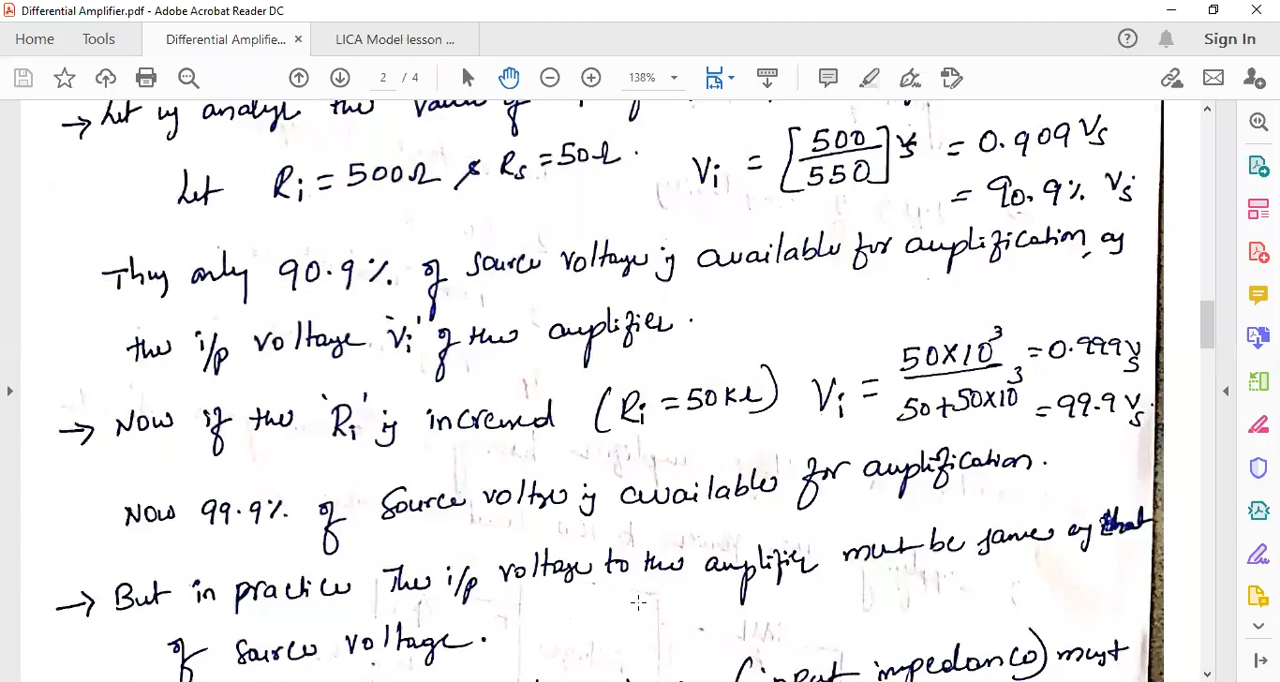 Differential Amplifier.pdf - Adobe Acrobat Reader DC
Home Tools Differential Amplifie... × LICA Model lesson ... Sign In
2 / 4 138%
→ Let us analyse the value of
Let Ri = 500Ω & Rs = 50Ω. Vi = [500/550] Vs = 0.909 Vs
= 90.9% Vs
Thus only 90.9% of source voltage is available for amplification, as
the i/p voltage 'Vi' of the amplifier.
→ Now if the 'Ri' is increased (Ri = 50KΩ) Vi = 50×10³ / 50+50×10³ = 0.999 Vs
= 99.9 Vs.
Now 99.9% of source voltge is available for amplification.
→ But in practice The i/p voltage to the amplifier must be same as that
of source voltage.
(input impedance) must